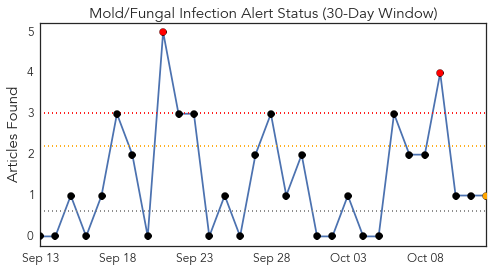 Mold/Fungal Infection Alert Status (30-Day Window)
Articles Found
5
4
3
2
1
0
Sep 13 Sep 18 Sep 23 Sep 28 Oct 03 Oct 08